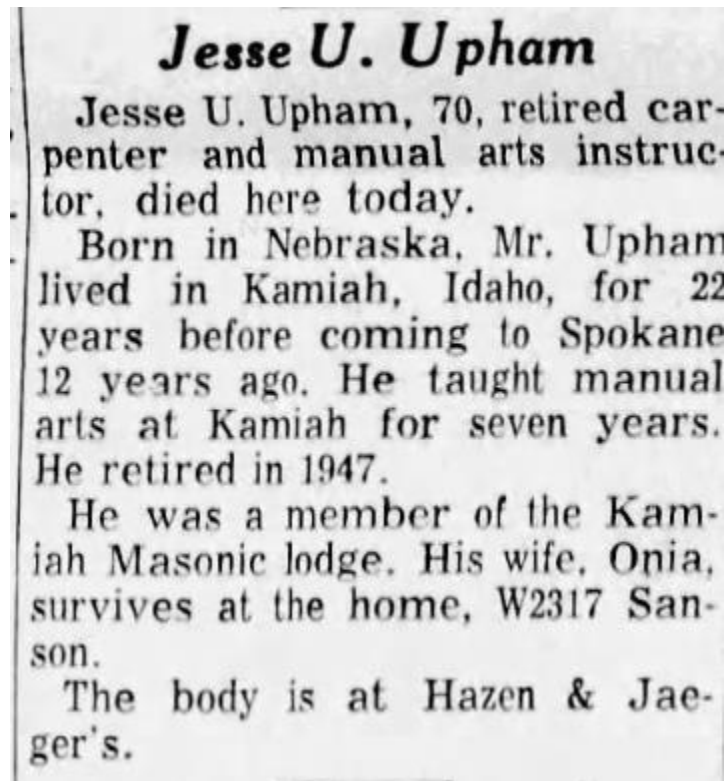 Jesse U. Upham
Jesse U. Upham, 70, retired car-
penter and manual arts instruc-
tor, died here today.
Born in Nebraska, Mr. Upham
lived in Kamiah, Idaho, for 22
years before coming to Spokane
12 years ago. He taught manual
arts at Kamiah for seven years.
He retired in 1947.
He was a member of the Kam-
iah Masonic lodge. His wife, Opia,
survives at the home, W2317 San-
son.
The body is at Hazen & Jae-
ger's.